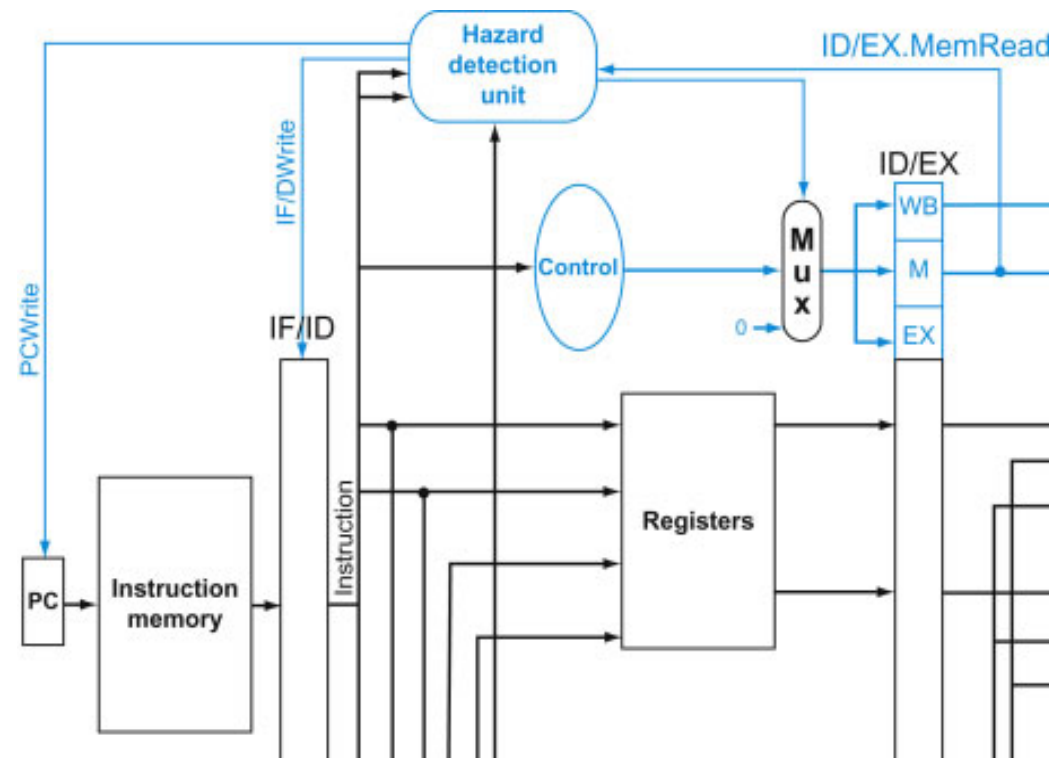 Hazard
detection
unit
ID/EX.MemRead
IF/DWrite
PCWrite
ID/EX
WB
M
EX
Control
M
u
x
0
IF/ID
Instruction
Registers
PC
Instruction
memory